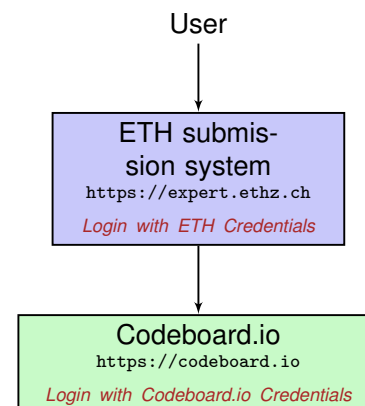 User
ETH submis-
sion system
https://expert.ethz.ch
Login with ETH Credentials
Codeboard.io
https://codeboard.io
Login with Codeboard.io Credentials